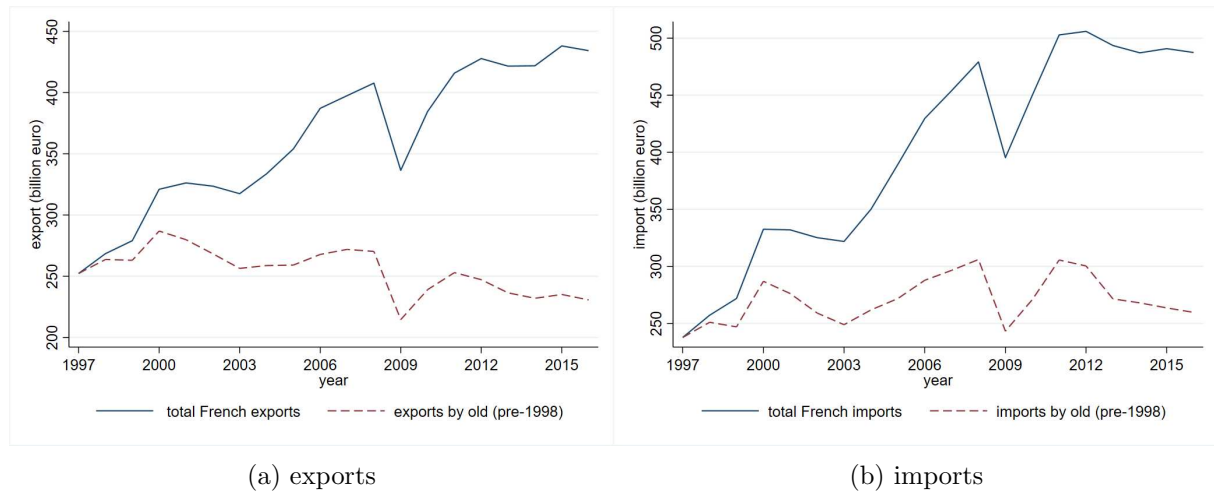 450
400
350
300
250
200
export (billion euro)
1997 2000 2003 2006 2009 2012 2015
year
total French exports exports by old (pre-1998)
500
450
400
350
300
250
import (billion euro)
1997 2000 2003 2006 2009 2012 2015
year
total French imports imports by old (pre-1998)
(a) exports
(b) imports